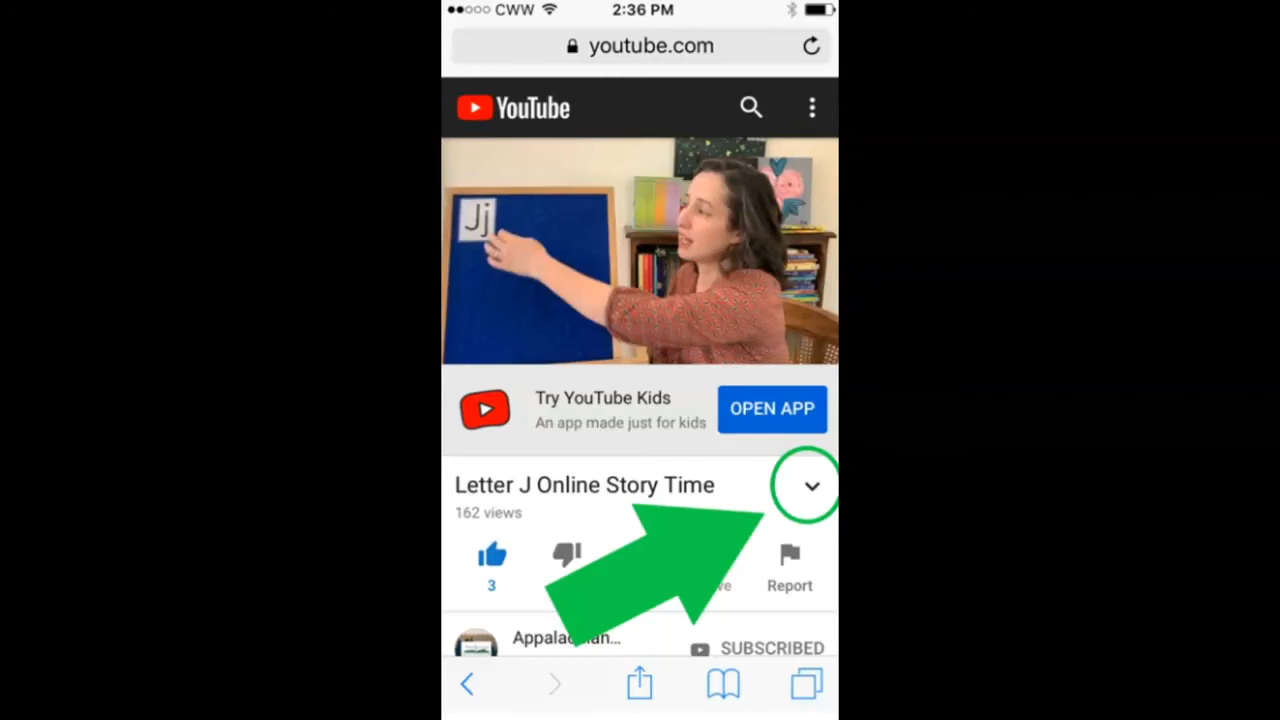 CWW 2:36 PM
youtube.com
YouTube
Jj
Try YouTube Kids
An app made just for kids
OPEN APP
Letter J Online Story Time
162 views
3
Report
SUBSCRIBED